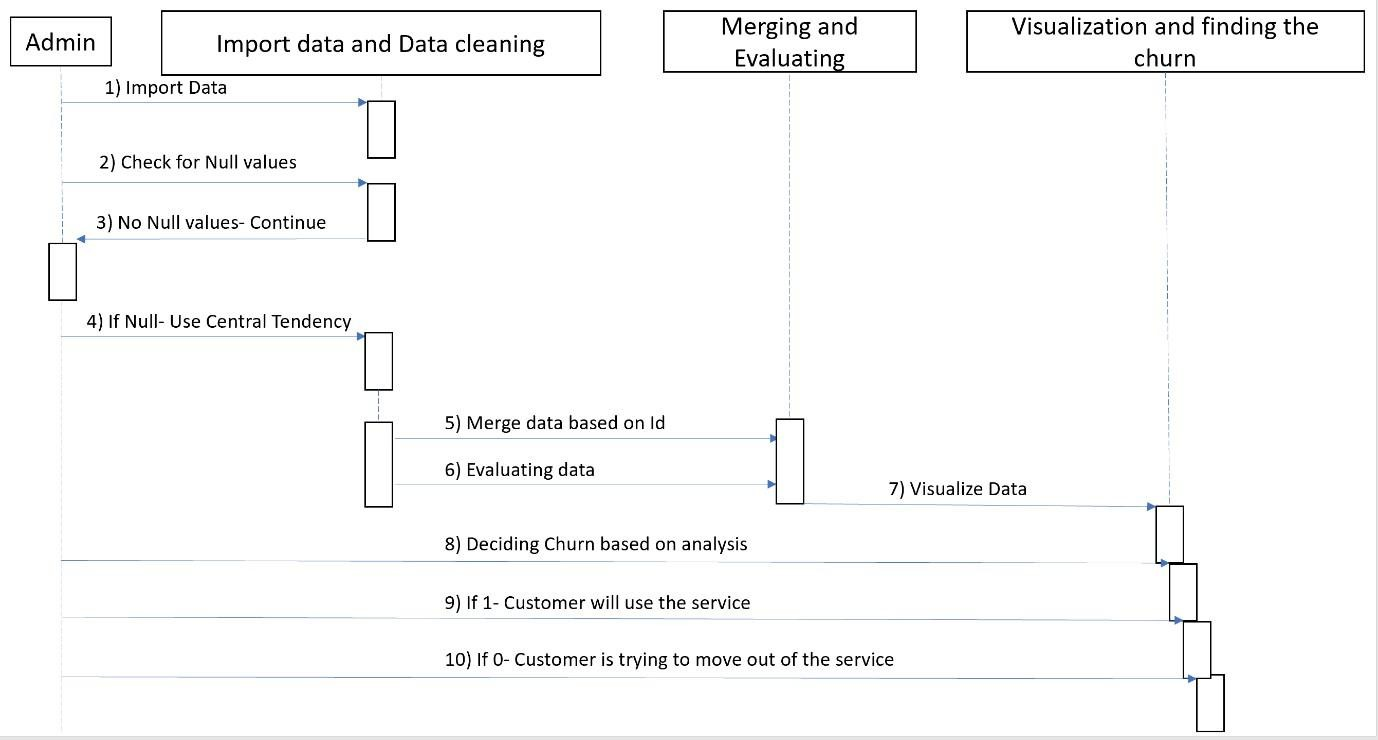 Admin
Import data and Data cleaning
Merging and
Evaluating
Visualization and finding the
churn
1) Import Data
2) Check for Null values
3) No Null values- Continue
4) If Null- Use Central Tendency
5) Merge data based on Id
6) Evaluating data
7) Visualize Data
8) Deciding Churn based on analysis
9) If 1- Customer will use the service
10) If 0- Customer is trying to move out of the service